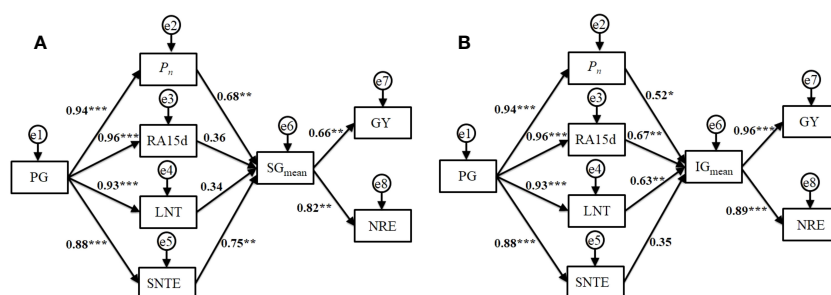 A
e2
Pn
e7
0.94***
0.68**
e3
GY
e1
0.96***
RA15d
0.36
e6
0.66**
PG
SGmean
e4
e8
0.93***
LNT
0.34
0.82**
NRE
0.88***
e5
0.75**
SNTE
B
e2
Pn
e7
0.94***
0.52*
e3
GY
e1
0.96***
RA15d
0.67**
e6
0.96***
PG
IGmean
e4
e8
0.93***
LNT
0.63**
0.89***
NRE
0.88***
e5
0.35
SNTE